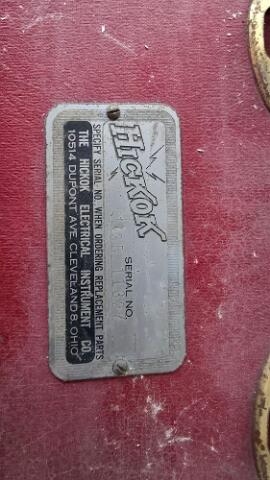 HICKOK
SERIAL NO.
SPECIFY SERIAL NO. WHEN ORDERING REPLACEMENT PARTS
THE HICKOK ELECTRICAL INSTRUMENT CO.
10514 DUPONT AVE. CLEVELAND 8, OHIO